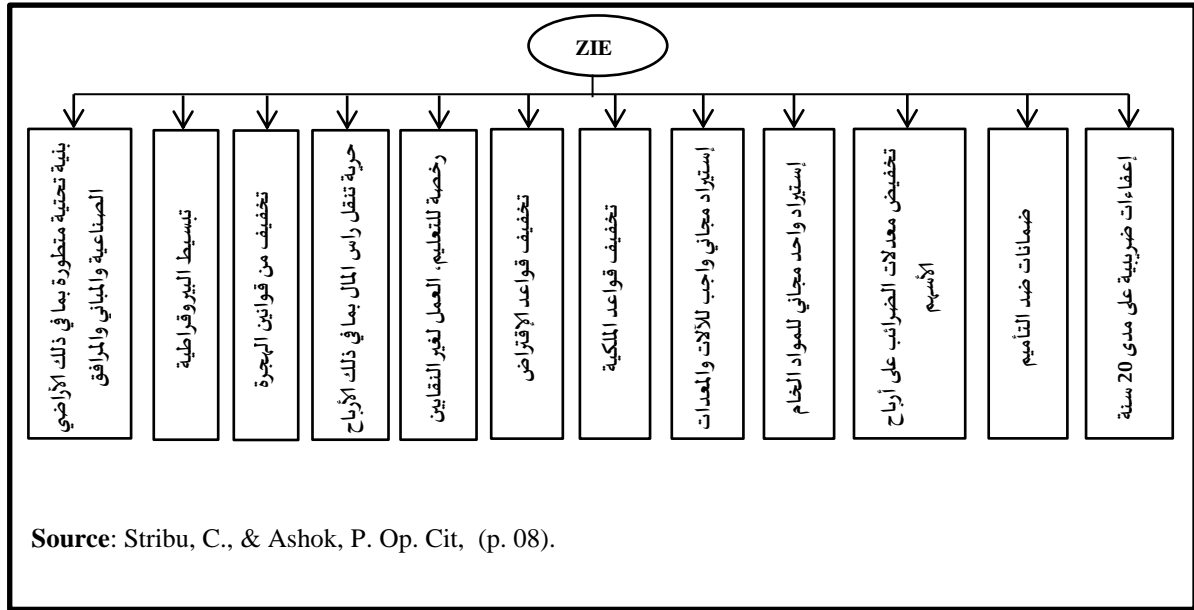 ZIE
إعفاءات ضريبية على مدى 20 سنة
ضمانات ضد التأميم
تخفيض معدلات الضرائب على أرباح
الأسهم
إستيراد واحد مجاني للمواد الخام
إستيراد مجاني واجب للآلات والمعدات
تخفيف قواعد الملكية
تخفيف قواعد الإقتراض
رخصة للتعليم، العمل لغير النقابين
حرية تنقل راس المال بما في ذلك الأرباح
تخفيف من قوانين الهجرة
تبسيط البيروقراطية
بنية تحتية متطورة بما في ذلك الأراضي
الصناعية والمباني والمرافق
Source: Stribu, C., & Ashok, P. Op. Cit, (p. 08).